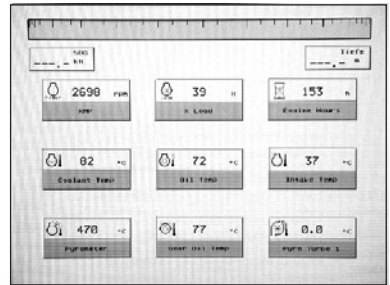 SOG
kn
___._
Tiefe
m
___._
2698 rpm
39
153 h
% Load
Engine Hours
82 °C
72 °C
37 °C
Coolant Temp
Oil Temp
Intake Temp
470 °C
77 °C
0.0 °C
Pyrometer
Gear Oil Temp
Pyro Turbo 1